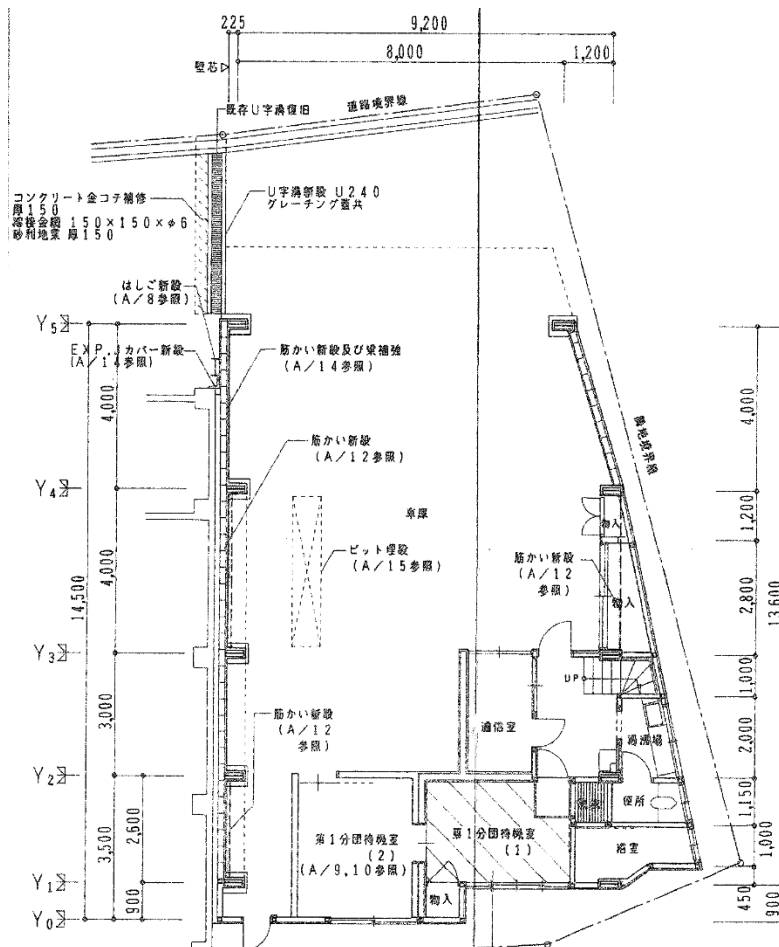 225
9,200
8,000
1,200
壁芯
既存U字溝復旧
道路境界線
コンクリート金コテ補修
厚150
溶接金網 150×150×φ6
砂利地業 厚150
U字溝新設 U240
グレーチング蓋共
はしご新設
(A/8参照)
Y5
EXP.Jカバー新設
(A/14参照)
筋かい新設及び梁補強
(A/14参照)
4,000
4,000
隣地境界線
筋かい新設
(A/12参照)
Y4
車庫
物入
1,200
ピット埋設
(A/15参照)
筋かい新設
(A/12
参照)
物入
4,000
14,500
2,800
13,600
Y3
UP
1,000
3,000
筋かい新設
(A/12
参照)
通信室
湯沸場
2,000
Y2
便所
1,150
3,500
2,600
第1分団待機室
(2)
(A/9,10参照)
第1分団待機室
(1)
浴室
1,000
Y1
900
物入
450
900
Y0